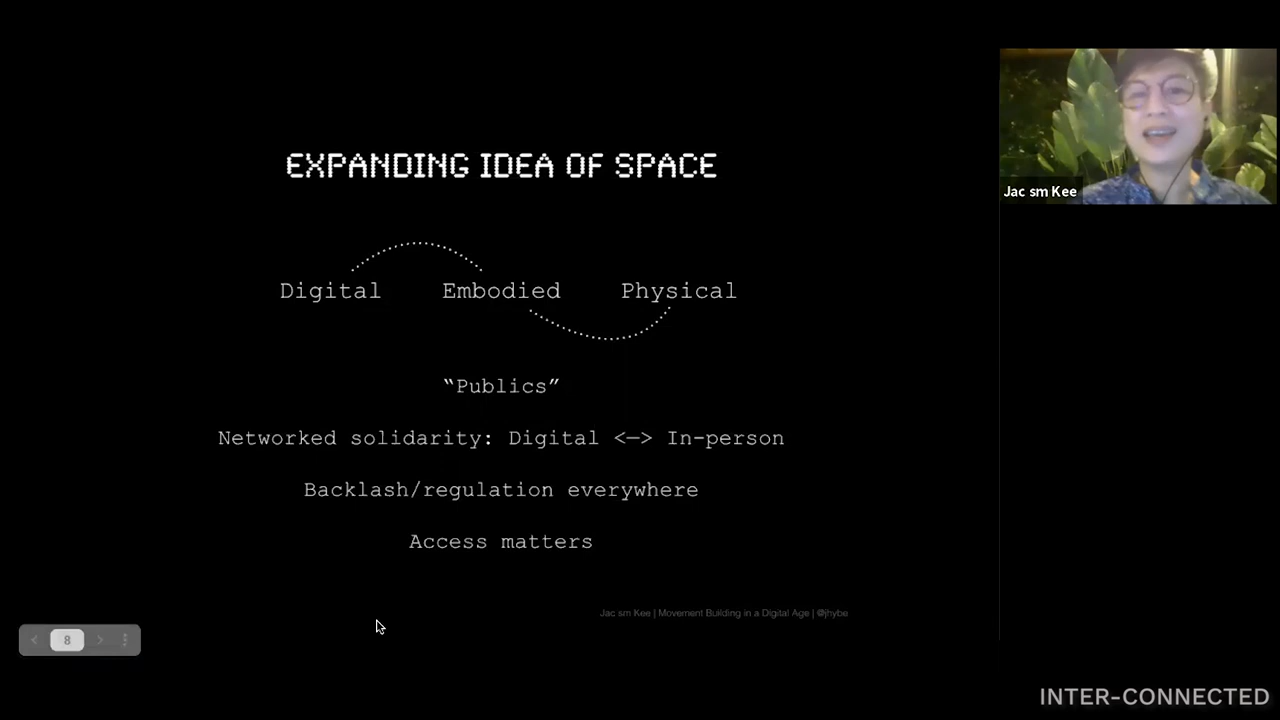 EXPANDING IDEA OF SPACE
Jac sm Kee
Digital Embodied Physical
“Publics”
Networked solidarity: Digital <—> In-person
Backlash/regulation everywhere
Access matters
Jac sm Kee | Movement Building in a Digital Age | @jhybe
8
INTER-CONNECTED